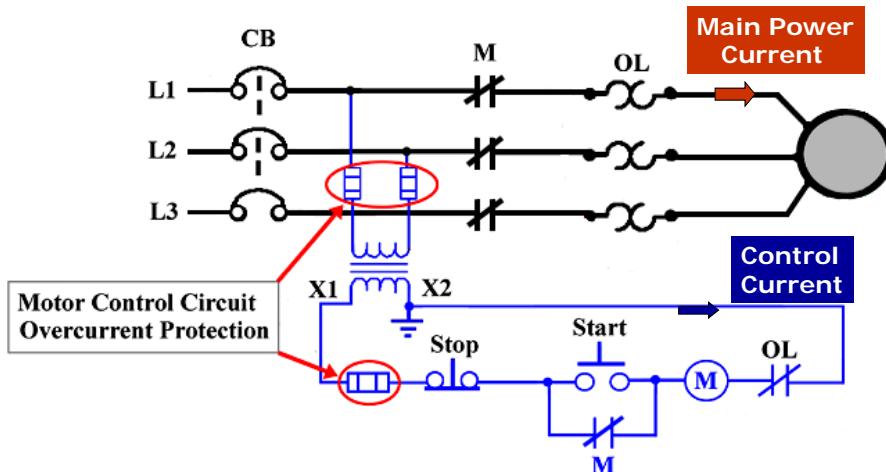 Main Power
Current
CB
M
OL
L1
L2
L3
Control
Current
X1
X2
Motor Control Circuit
Overcurrent Protection
Stop
Start
OL
M
M